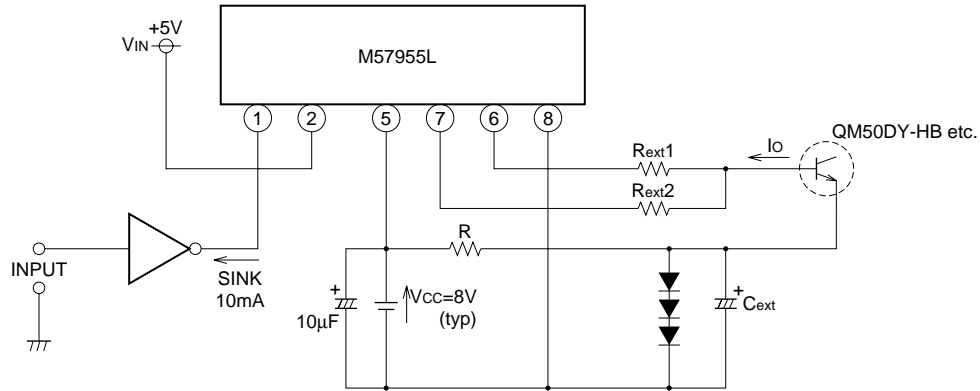 +5V
VIN
M57955L
1 2 5 7 6 8
QM50DY-HB etc.
Rext1
IO
Rext2
R
INPUT
SINK
10mA
+
10μF
VCC=8V
(typ)
+
Cext